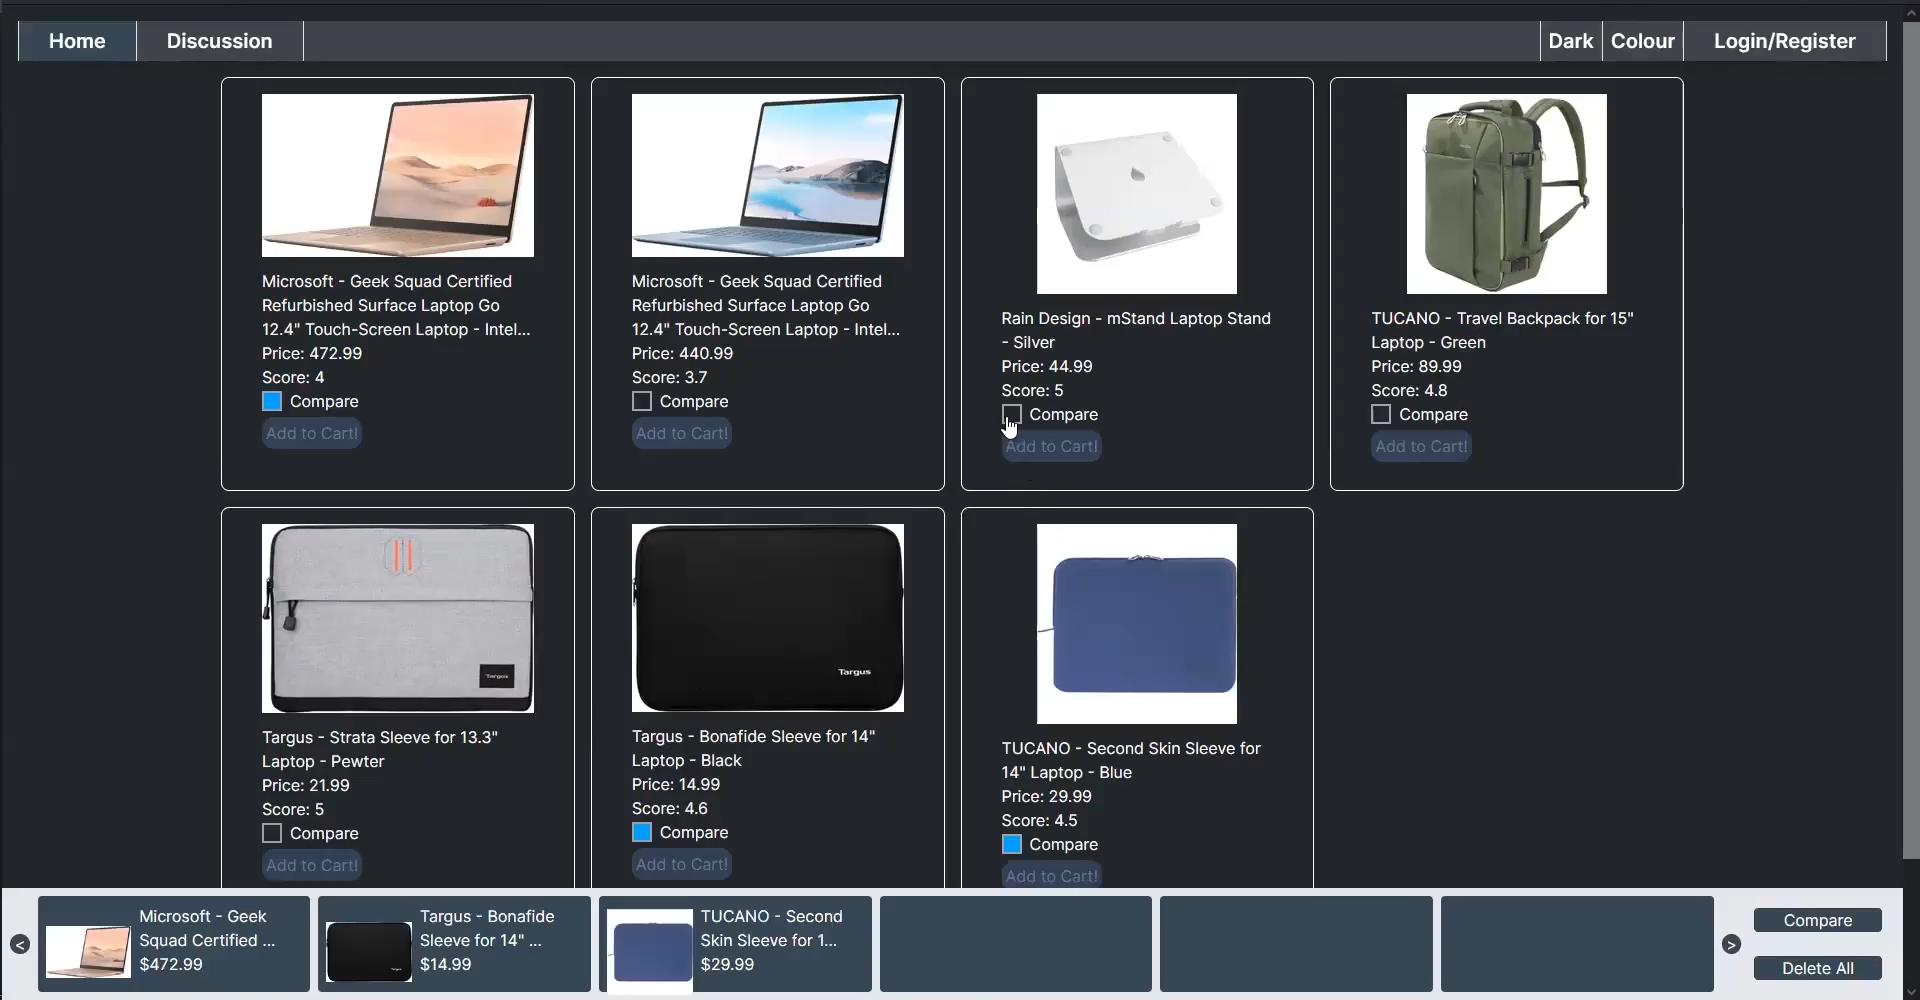 Home
Discussion
Dark
Colour
Login/Register
Microsoft - Geek Squad Certified
Refurbished Surface Laptop Go
12.4" Touch-Screen Laptop - Intel...
Price: 472.99
Score: 4
Compare
Add to Cart!
Microsoft - Geek Squad Certified
Refurbished Surface Laptop Go
12.4" Touch-Screen Laptop - Intel...
Price: 440.99
Score: 3.7
Compare
Add to Cart!
Rain Design - mStand Laptop Stand
- Silver
Price: 44.99
Score: 5
Compare
Add to Cart!
TUCANO - Travel Backpack for 15"
Laptop - Green
Price: 89.99
Score: 4.8
Compare
Add to Cart!
Targus
Targus - Strata Sleeve for 13.3"
Laptop - Pewter
Price: 21.99
Score: 5
Compare
Add to Cart!
Targus
Targus - Bonafide Sleeve for 14"
Laptop - Black
Price: 14.99
Score: 4.6
Compare
Add to Cart!
TUCANO - Second Skin Sleeve for
14" Laptop - Blue
Price: 29.99
Score: 4.5
Compare
Add to Cart!
<
Microsoft - Geek
Squad Certified ...
$472.99
Targus - Bonafide
Sleeve for 14" ...
$14.99
TUCANO - Second
Skin Sleeve for 1...
$29.99
>
Compare
Delete All